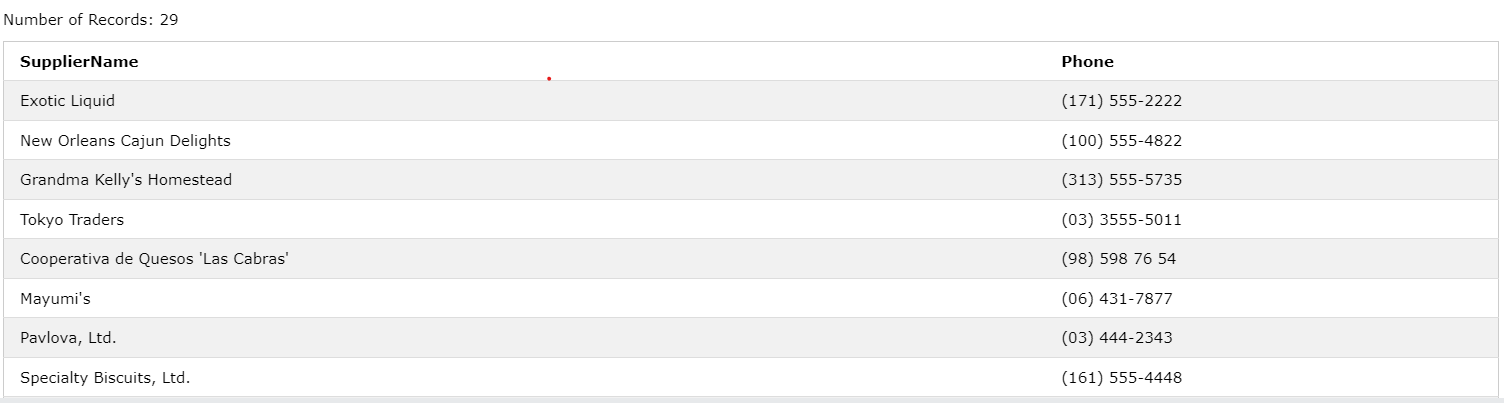 Number of Records: 29
SupplierName Phone
Exotic Liquid (171) 555-2222
New Orleans Cajun Delights (100) 555-4822
Grandma Kelly's Homestead (313) 555-5735
Tokyo Traders (03) 3555-5011
Cooperativa de Quesos 'Las Cabras' (98) 598 76 54
Mayumi's (06) 431-7877
Pavlova, Ltd. (03) 444-2343
Specialty Biscuits, Ltd. (161) 555-4448